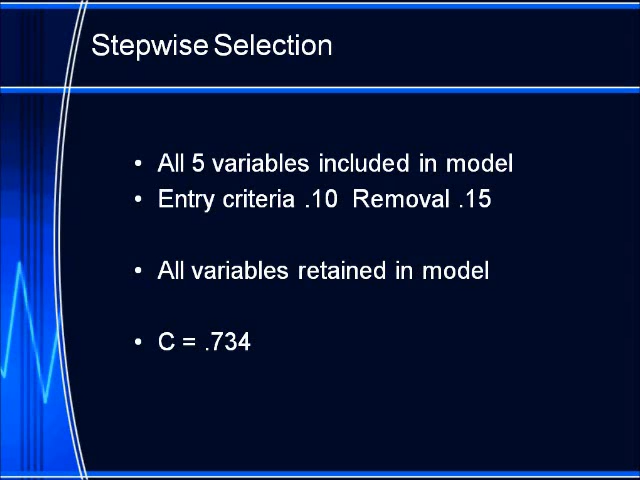 Stepwise Selection
• All 5 variables included in model
• Entry criteria .10 Removal .15
• All variables retained in model
• C = .734